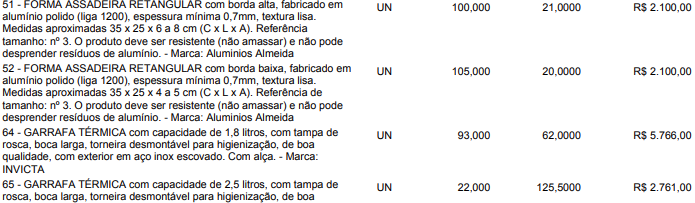 51 - FORMA ASSADEIRA RETANGULAR com borda alta, fabricado em UN 100,000 21,0000 R$ 2.100,00
alumínio polido (liga 1200), espessura mínima 0,7mm, textura lisa.
Medidas aproximadas 35 x 25 x 6 a 8 cm (C x L x A). Referência
tamanho: nº 3. O produto deve ser resistente (não amassar) e não pode
desprender resíduos de alumínio. - Marca: Aluminios Almeida
52 - FORMA ASSADEIRA RETANGULAR com borda baixa, fabricado em UN 105,000 20,0000 R$ 2.100,00
alumínio polido (liga 1200), espessura mínima 0,7mm, textura lisa.
Medidas aproximadas 35 x 25 x 4 a 5 cm (C x L x A). Referência de
tamanho: nº 3. O produto deve ser resistente (não amassar) e não pode
desprender resíduos de alumínio. - Marca: Aluminios Almeida
64 - GARRAFA TÉRMICA com capacidade de 1,8 litros, com tampa de UN 93,000 62,0000 R$ 5.766,00
rosca, boca larga, torneira desmontável para higienização, de boa
qualidade, com exterior em aço inox escovado. Com alça. - Marca:
INVICTA
65 - GARRAFA TÉRMICA com capacidade de 2,5 litros, com tampa de UN 22,000 125,5000 R$ 2.761,00
rosca, boca larga, torneira desmontável para higienização, de boa